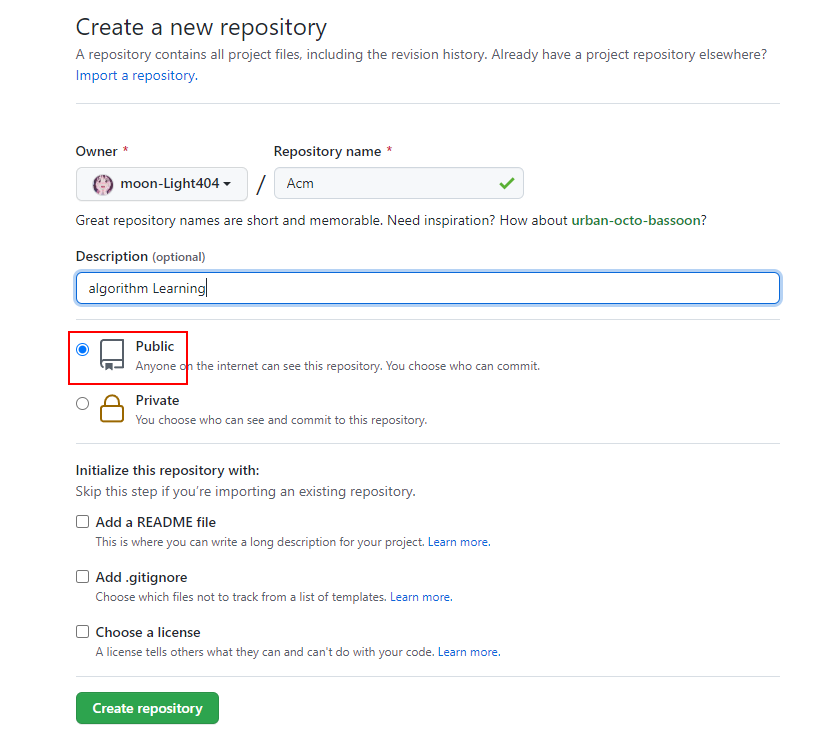 Create a new repository
A repository contains all project files, including the revision history. Already have a project repository elsewhere?
Import a repository.
Owner * Repository name *
moon-Light404 / Acm
Great repository names are short and memorable. Need inspiration? How about urban-octo-bassoon?
Description (optional)
algorithm Learning
Public
Anyone on the internet can see this repository. You choose who can commit.
Private
You choose who can see and commit to this repository.
Initialize this repository with:
Skip this step if you're importing an existing repository.
Add a README file
This is where you can write a long description for your project. Learn more.
Add .gitignore
Choose which files not to track from a list of templates. Learn more.
Choose a license
A license tells others what they can and can't do with your code. Learn more.
Create repository